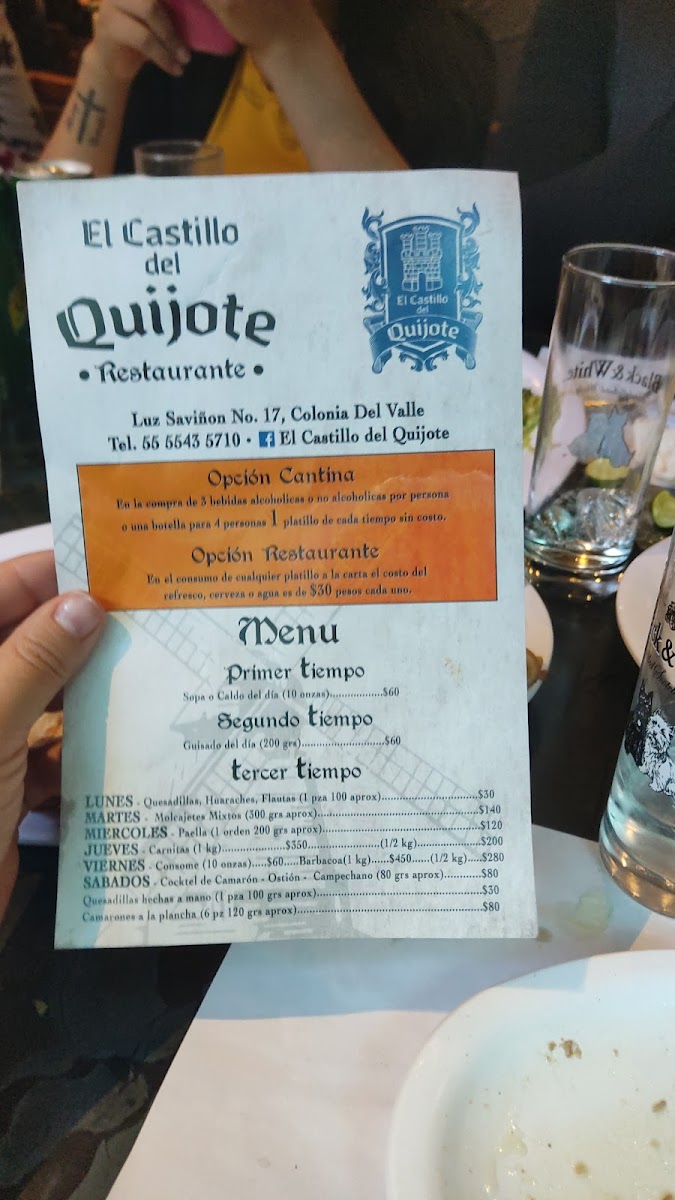 El Castillo
del
Quijote
• Restaurante •
El Castillo
del
Quijote
Luz Saviñon No. 17, Colonia Del Valle
Tel. 55 5543 5710 • f El Castillo del Quijote
Opción Cantina
En la compra de 3 bebidas alcoholicas o no alcoholicas por persona
o una botella para 4 personas 1 platillo de cada tiempo sin costo.
Opción Restaurante
En el consumo de cualquier platillo a la carta el costo del
refresco, cerveza o agua es de $30 pesos cada uno.
Menu
Primer tiempo
Sopa o Caldo del día (10 onzas)..................$60
Segundo tiempo
Guisado del día (200 grs)............................$60
tercer tiempo
LUNES - Quesadillas, Huaraches, Flautas (1 pza 100 aprox)................................$30
MARTES - Molcajetes Mixtos (300 grs aprox).....................................................$140
MIERCOLES - Paella (1 orden 200 grs aprox)....................................................$120
JUEVES - Carnitas (1 kg).....................$350........................(1/2 kg)....................$200
VIERNES - Consome (10 onzas)....$60.....Barbacoa(1 kg)......$450.....(1/2 kg).....$280
SABADOS - Cocktel de Camarón - Ostión - Campechano (80 grs aprox)............$80
Quesadillas hechas a mano (1 pza 100 grs aprox)................................................$30
Camarones a la plancha (6 pz 120 grs aprox)......................................................$80
Black & White